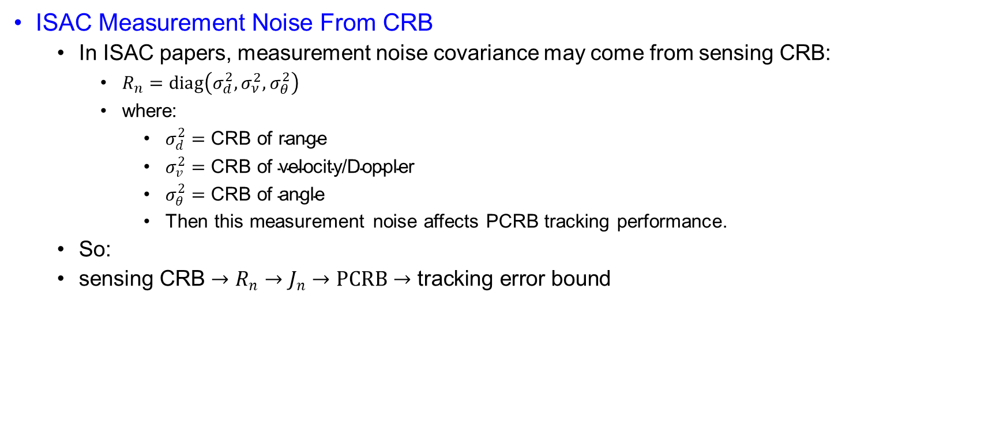 • ISAC Measurement Noise From CRB
• In ISAC papers, measurement noise covariance may come from sensing CRB:
• $R_n = \mathrm{diag}(\sigma_d^2, \sigma_v^2, \sigma_\theta^2)$
• where:
• $\sigma_d^2$ = CRB of range
• $\sigma_v^2$ = CRB of velocity/Doppler
• $\sigma_\theta^2$ = CRB of angle
• Then this measurement noise affects PCRB tracking performance.
• So:
• sensing CRB → $R_n$ → $J_n$ → PCRB → tracking error bound